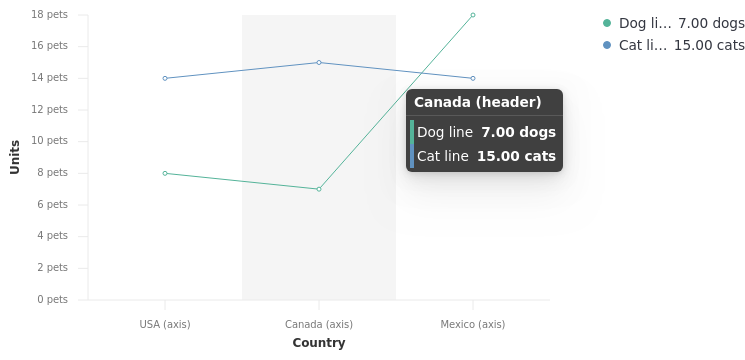 18 pets
16 pets
14 pets
12 pets
10 pets
8 pets
6 pets
4 pets
2 pets
0 pets
Units
USA (axis)
Canada (axis)
Mexico (axis)
Country
Canada (header)
Dog line 7.00 dogs
Cat line 15.00 cats
Dog li... 7.00 dogs
Cat li... 15.00 cats